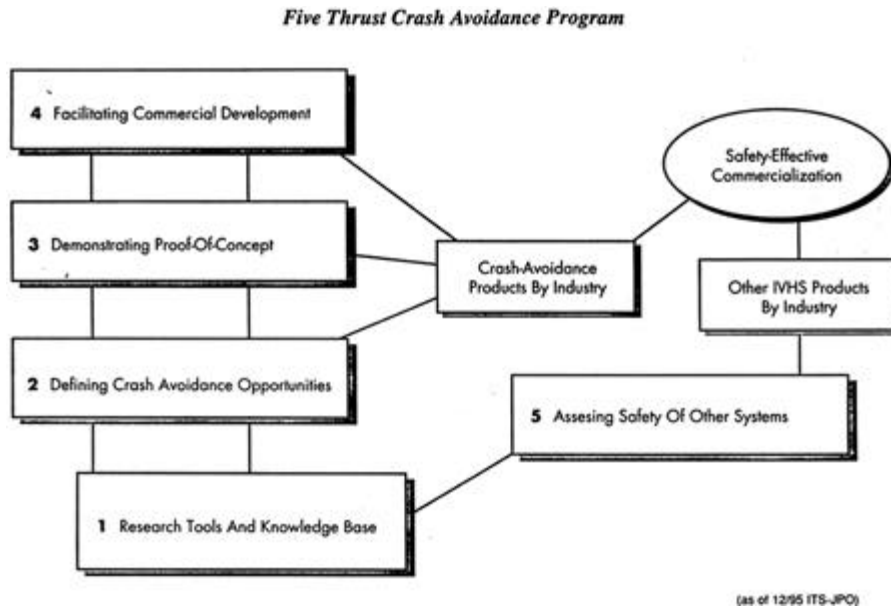 Five Thrust Crash Avoidance Program
4 Facilitating Commercial Development
Safety-Effective
Commercialization
3 Demonstrating Proof-Of-Concept
Crash-Avoidance
Products By Industry
Other IVHS Products
By Industry
2 Defining Crash Avoidance Opportunities
5 Assesing Safety Of Other Systems
1 Research Tools And Knowledge Base
(as of 12/95 ITS-JPO)